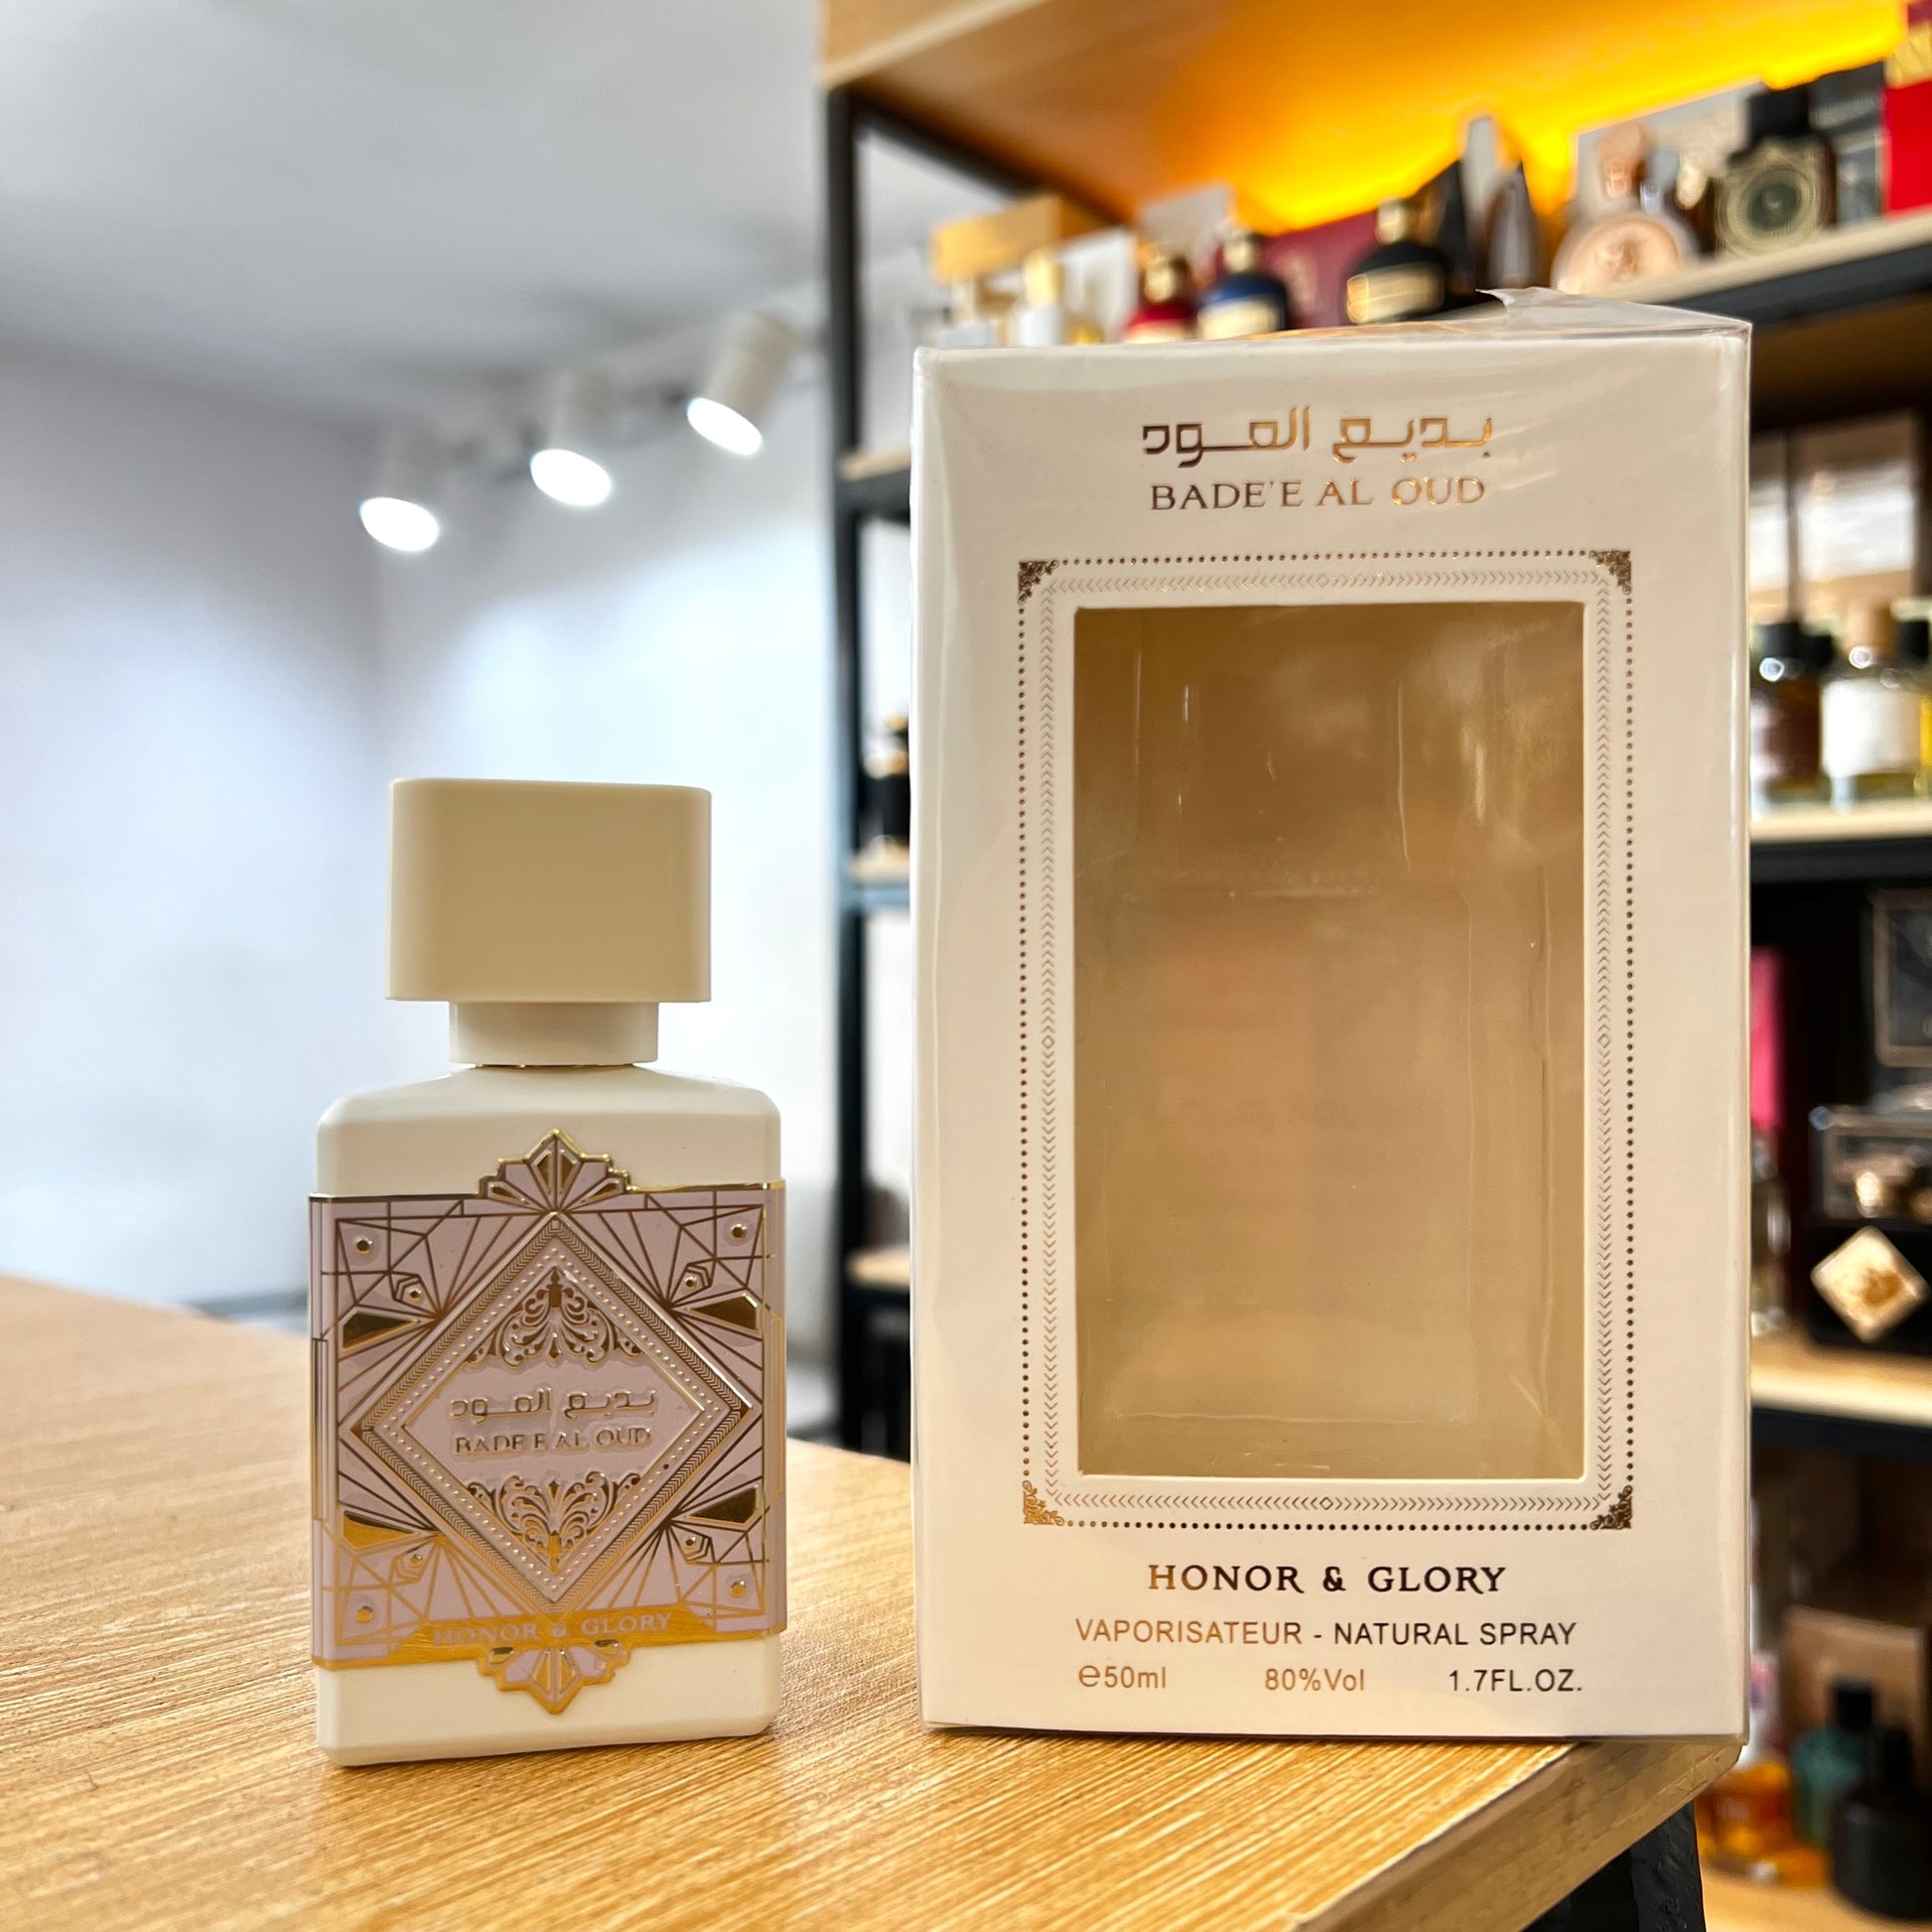 بديع العود
BADE'E AL OUD
HONOR & GLORY
VAPORISATEUR - NATURAL SPRAY
℮50ml 80%Vol 1.7FL.OZ.
بديع العود
BADE'E AL OUD
HONOR & GLORY